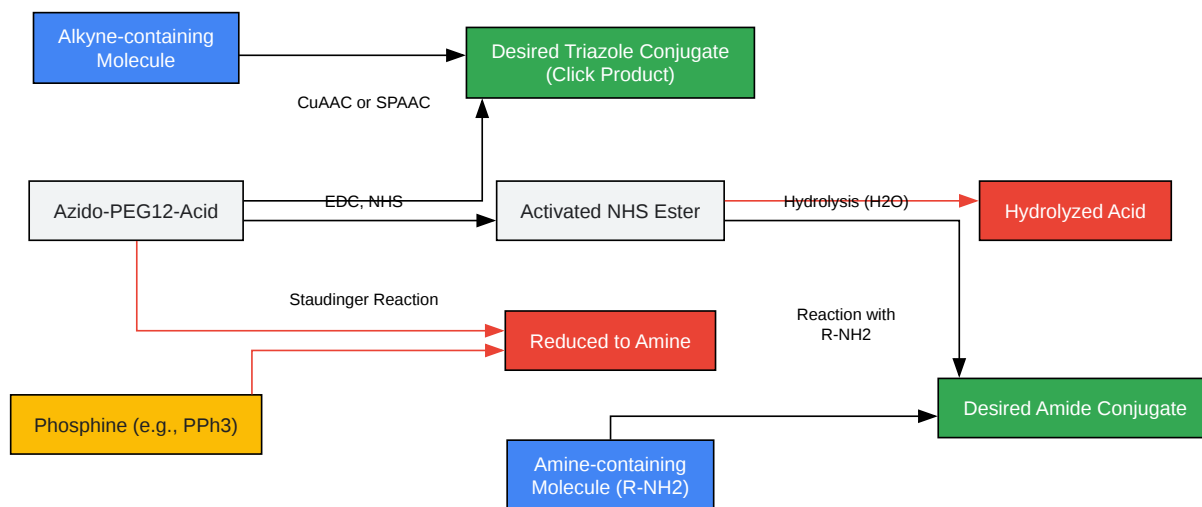 Alkyne-containing
Molecule
Desired Triazole Conjugate
(Click Product)
CuAAC or SPAAC
Azido-PEG12-Acid
EDC, NHS
Activated NHS Ester
Hydrolysis (H2O)
Hydrolyzed Acid
Staudinger Reaction
Reduced to Amine
Reaction with
R-NH2
Phosphine (e.g., PPh3)
Desired Amide Conjugate
Amine-containing
Molecule (R-NH2)